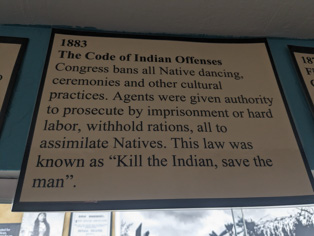 1883
The Code of Indian Offenses
Congress bans all Native dancing,
ceremonies and other cultural
practices. Agents were given authority
to prosecute by imprisonment or hard
labor, withhold rations, all to
assimilate Natives. This law was
known as “Kill the Indian, save the
man”.